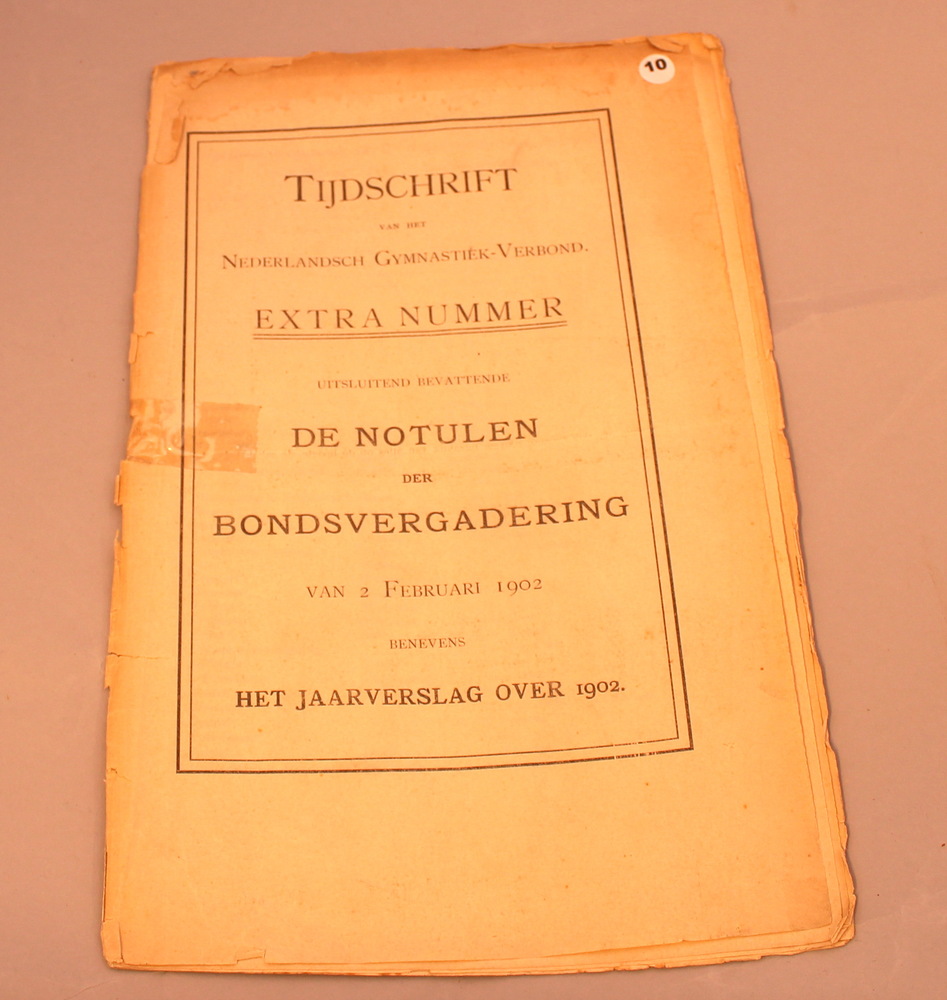 10
TIJDSCHRIFT
VAN HET
NEDERLANDSCH GYMNASTIEK-VERBOND.
EXTRA NUMMER
UITSLUITEND BEVATTENDE
DE NOTULEN
DER
BONDSVERGADERING
VAN 2 FEBRUARI 1902
BENEVENS
HET JAARVERSLAG OVER 1902.